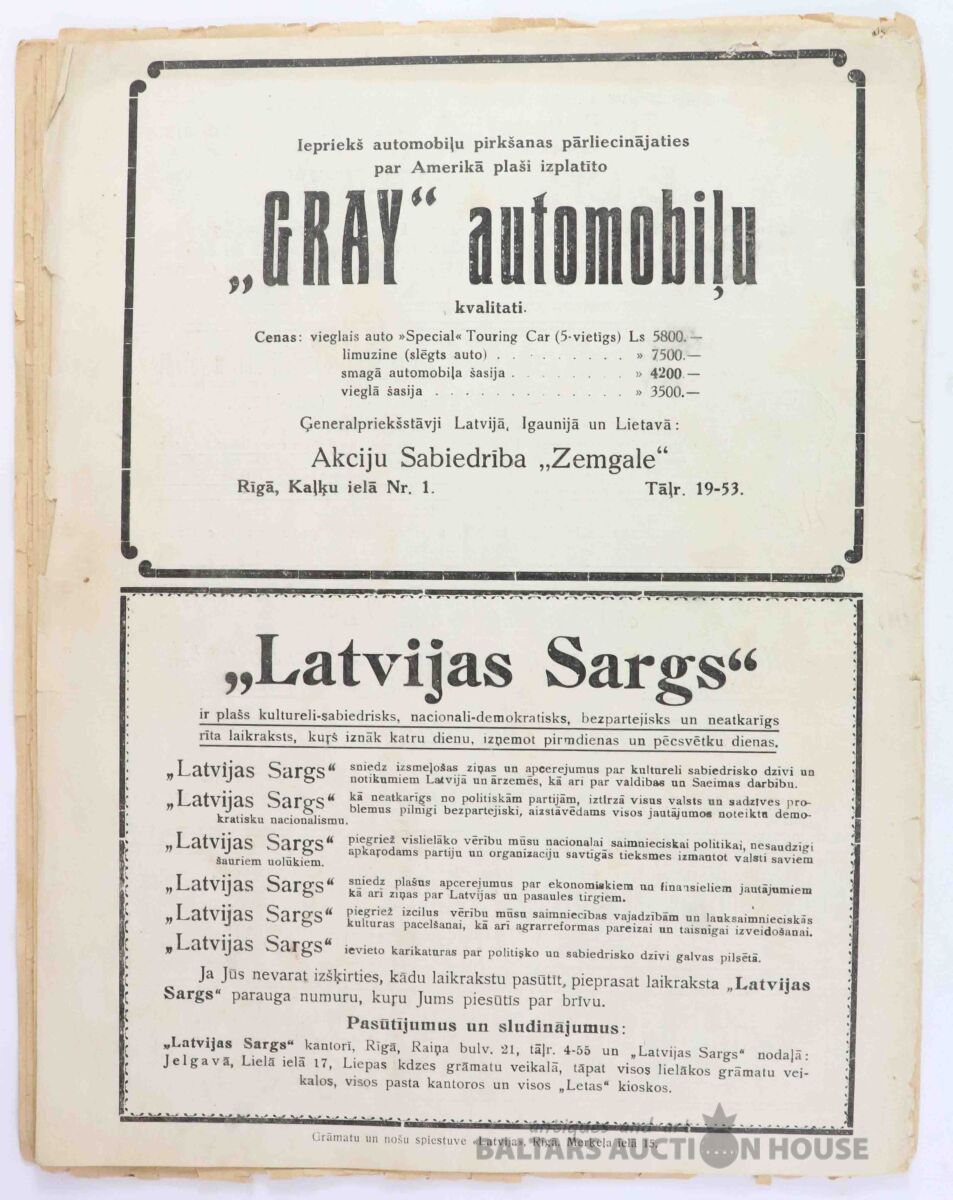 Iepriekš automobiļu pirkšanas pārliecinājaties
par Amerikā plaši izplatīto
„GRAY“ automobiļu
kvalitati.
Cenas: vieglais auto »Special« Touring Car (5-vietīgs) Ls 5800.—
limuzine (slēgts auto) . . . . . . . . . » 7500.—
smagā automobiļa šasija . . . . . . . . » 4200.—
vieglā šasija . . . . . . . . . . . . . » 3500.—
Ģeneralpriekšstāvji Latvijā, Igaunijā un Lietavā:
Akciju Sabiedrība „Zemgale“
Rīgā, Kaļķu ielā Nr. 1. Tāļr. 19-53.
„Latvijas Sargs“
ir plašs kultureli-sabiedrisks, nacionali-demokratisks, bezpartejisks un neatkarīgs
rīta laikraksts, kuŗš iznāk katru dienu, izņemot pirmdienas un pēcsvētku dienas.
„Latvijas Sargs“ sniedz izsmeļošas ziņas un apcerejumus par kultureli sabiedrisko dzīvi un
notikumiem Latvijā un ārzemēs, kā ari par valdības un Saeimas darbību.
„Latvijas Sargs“ kā neatkarīgs no politiskām partijām, iztīrzā visus valsts un sadzīves pro-
blemus pilnīgi bezpartejiski, aizstāvēdams visos jautājumos noteiktu demo-
kratisku nacionalismu.
„Latvijas Sargs“ piegriež vislielāko vērību mūsu nacionalai saimnieciskai politikai, nesaudzīgi
apkaŗodams partiju un organizaciju savtīgās tieksmes izmantot valsti saviem
šauriem nolūkiem.
„Latvijas Sargs“ sniedz plašus apcerejumus par ekonomiskiem un finansieliem jautājumiem
kā ari ziņas par Latvijas un pasaules tirgiem.
„Latvijas Sargs“ piegriež izcilus vērību mūsu saimniecības vajadzībām un lauksaimnieciskās
kulturas pacelšanai, kā ari agrarreformas pareizai un taisnīgai izveidošanai.
„Latvijas Sargs“ ievieto karikaturas par politisko un sabiedrisko dzīvi galvas pilsētā.
Ja Jūs nevarat izšķirties, kādu laikrakstu pasūtīt, pieprasat laikraksta „Latvijas
Sargs“ parauga numuru, kuŗu Jums piesūtīs par brīvu.
Pasūtījumus un sludinājumus:
„Latvijas Sargs“ kantorī, Rīgā, Raiņa bulv. 21, tāļr. 4-55 un „Latvijas Sargs“ nodaļā:
Jelgavā, Lielā ielā 17, Liepas kdzes grāmatu veikalā, tāpat visos lielākos grāmatu vei-
kalos, visos pasta kantoros un visos „Letas“ kioskos.
Grāmatu un nošu spiestuve «Latvija», Rīgā, Merķeļa ielā 15.
antiques and art
BALTARS AUCTION HOUSE